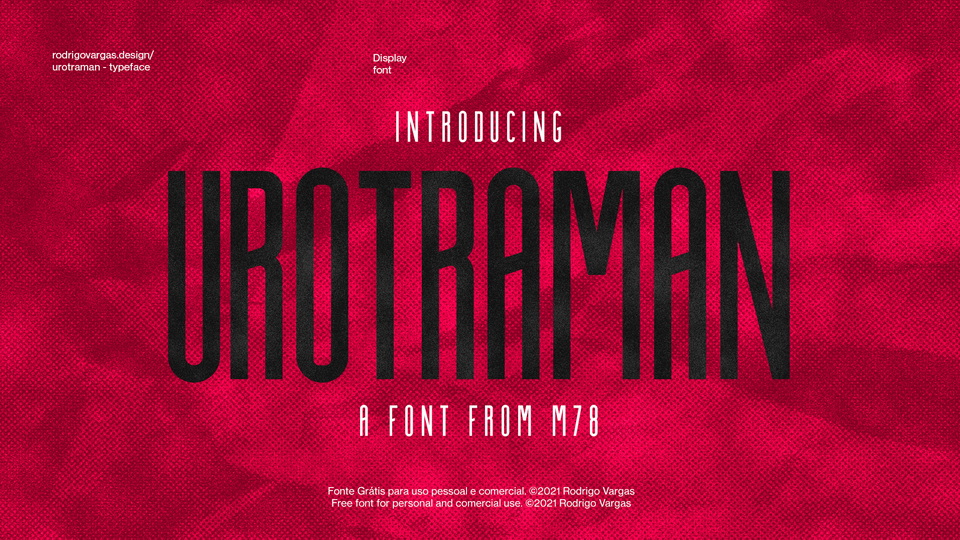 rodrigovargas.design/
urotraman - typeface
Display
font
INTRODUCING
UROTRAMAN
A FONT FROM M78
Fonte Grátis para uso pessoal e comercial. ©2021 Rodrigo Vargas
Free font for personal and comercial use. ©2021 Rodrigo Vargas